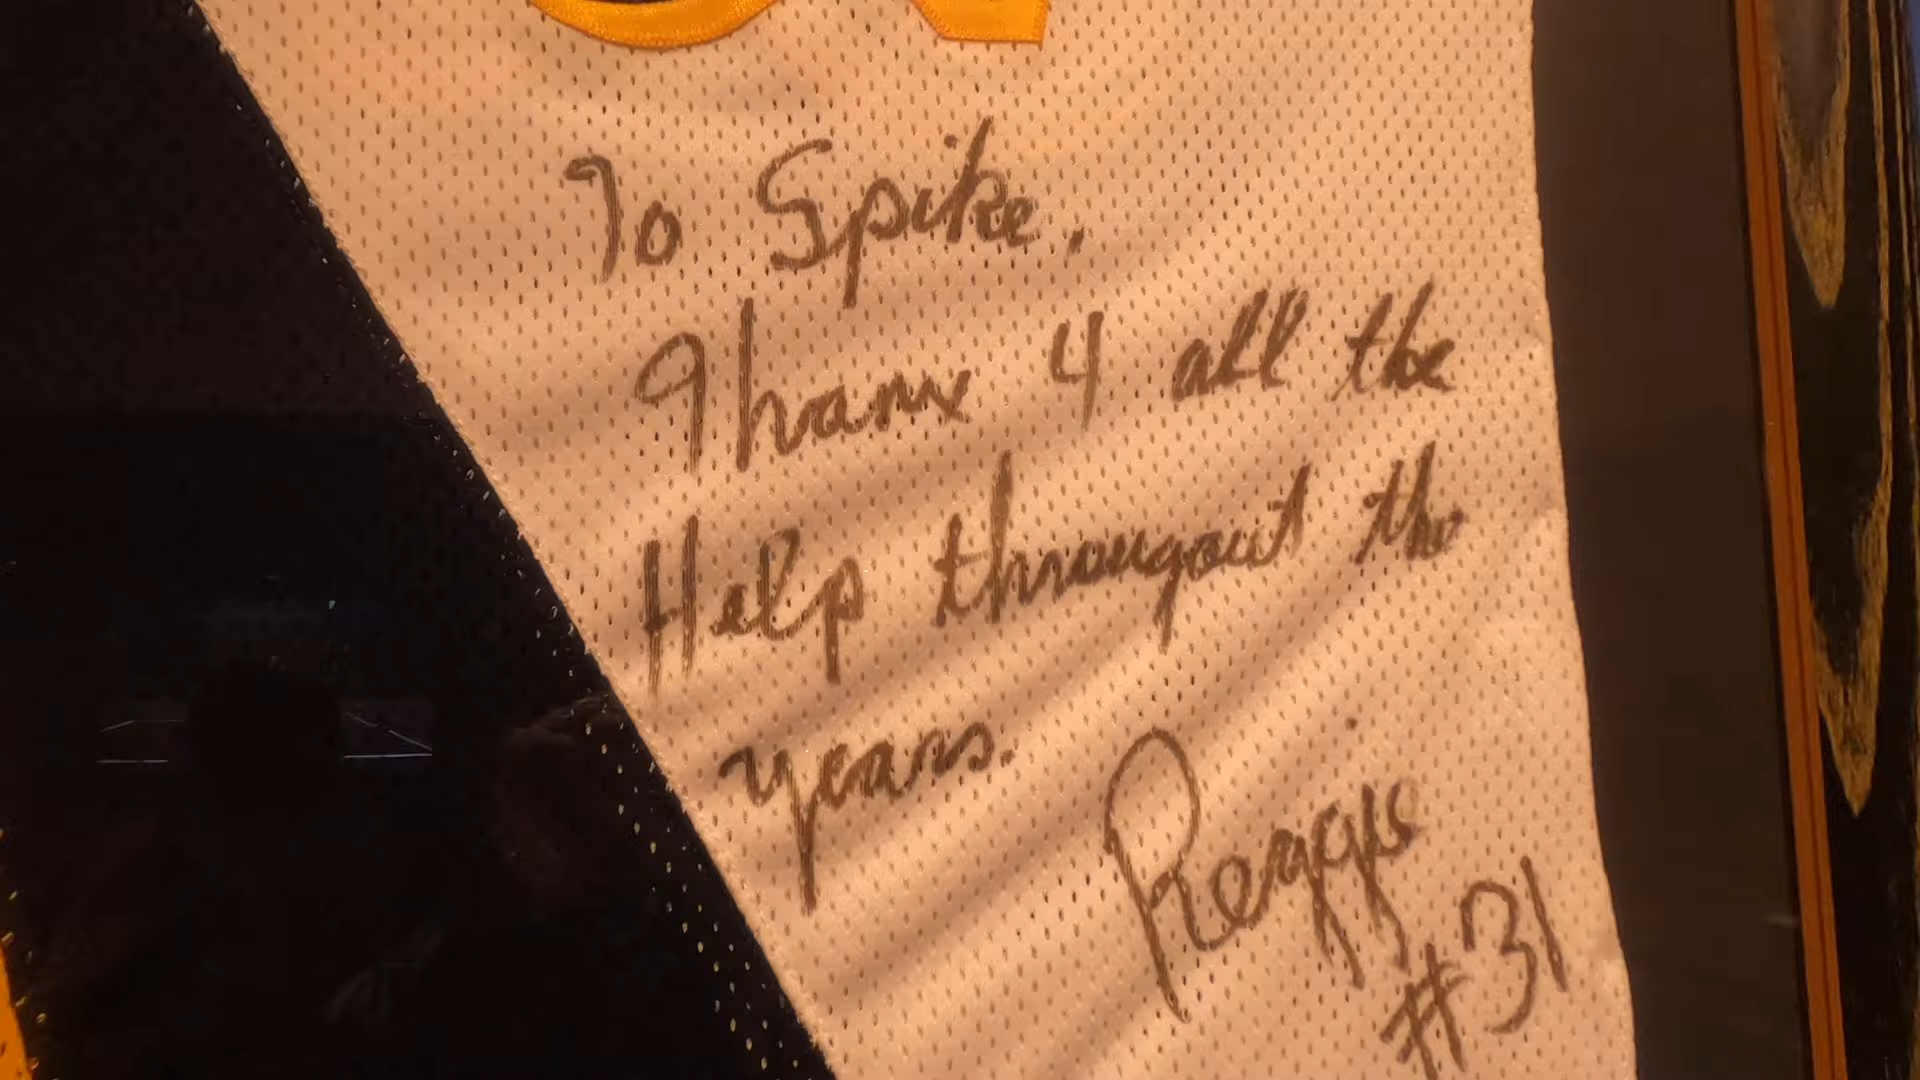 To Spike,
Thanx 4 all the
Help througout the
years.
Reggie
#31